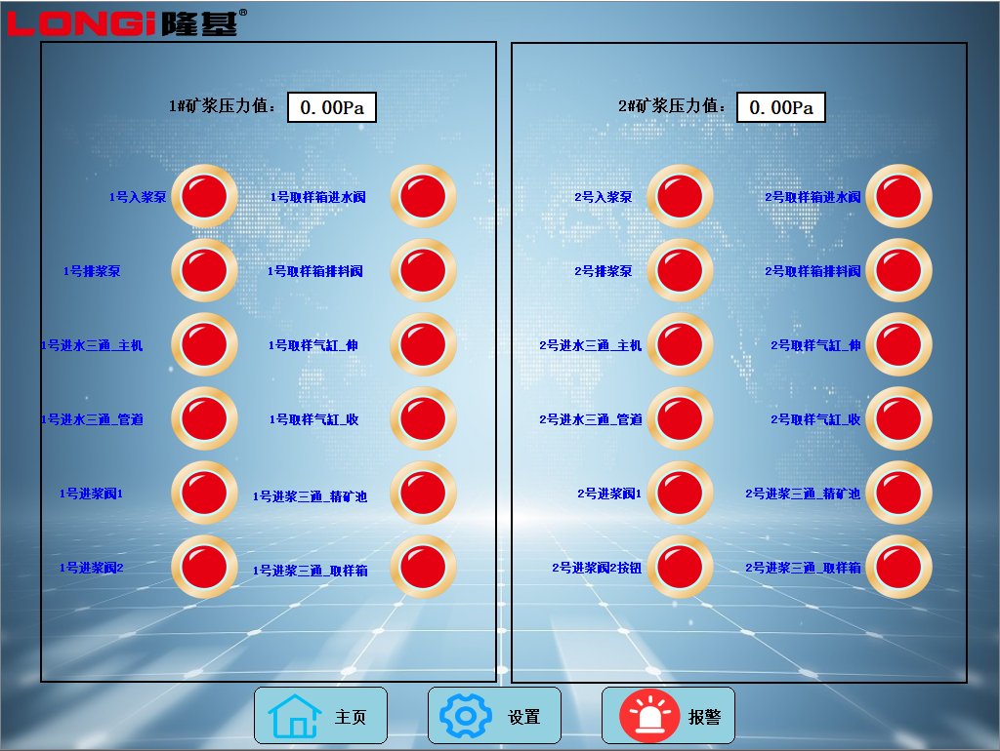 LONGi隆基®
1#矿浆压力值: 0.00Pa
1号入浆泵
1号取样箱进水阀
1号排浆泵
1号取样箱排料阀
1号进水三通_主机
1号取样气缸_伸
1号进水三通_管道
1号取样气缸_收
1号进浆阀1
1号进浆三通_精矿池
1号进浆阀2
1号进浆三通_取样箱
2#矿浆压力值: 0.00Pa
2号入浆泵
2号取样箱进水阀
2号排浆泵
2号取样箱排料阀
2号进水三通_主机
2号取样气缸_伸
2号进水三通_管道
2号取样气缸_收
2号进浆阀1
2号进浆三通_精矿池
2号进浆阀2按钮
2号进浆三通_取样箱
主页
设置
报警